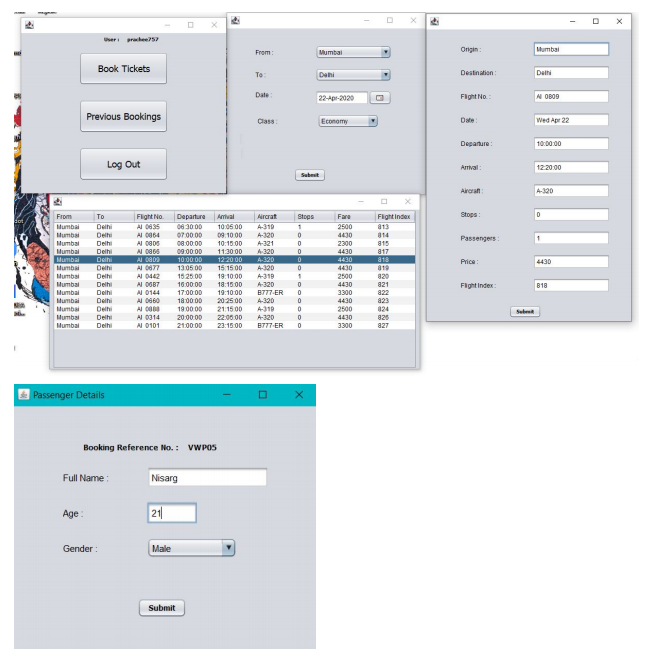 User : prachee757
Book Tickets
Previous Bookings
Log Out
From : Mumbai
To : Delhi
Date : 22-Apr-2020
Class : Economy
Submit
Origin : Mumbai
Destination : Delhi
Flight No. : AI 0809
Date : Wed Apr 22
Departure : 10:00:00
Arrival : 12:20:00
Aircraft : A-320
Stops : 0
Passengers : 1
Price : 4430
Flight Index : 818
Submit
From To Flight No. Departure Arrival Aircraft Stops Fare Flight Index
Mumbai Delhi AI 0635 06:30:00 10:05:00 A-319 1 2500 813
Mumbai Delhi AI 0864 07:00:00 09:10:00 A-320 0 4430 814
Mumbai Delhi AI 0806 08:00:00 10:15:00 A-321 0 2300 815
Mumbai Delhi AI 0866 09:00:00 11:30:00 A-320 0 4430 817
Mumbai Delhi AI 0809 10:00:00 12:20:00 A-320 0 4430 818
Mumbai Delhi AI 0677 13:05:00 15:15:00 A-320 0 4430 819
Mumbai Delhi AI 0442 15:25:00 19:10:00 A-319 1 2500 820
Mumbai Delhi AI 0687 16:00:00 18:15:00 A-320 0 4430 821
Mumbai Delhi AI 0144 17:00:00 19:10:00 B777-ER 0 3300 822
Mumbai Delhi AI 0660 18:00:00 20:25:00 A-320 0 4430 823
Mumbai Delhi AI 0888 19:00:00 21:15:00 A-319 0 2500 824
Mumbai Delhi AI 0314 20:00:00 22:05:00 A-320 0 4430 826
Mumbai Delhi AI 0101 21:00:00 23:15:00 B777-ER 0 3300 827
Passenger Details
Booking Reference No. : VWP05
Full Name : Nisarg
Age : 21
Gender : Male
Submit